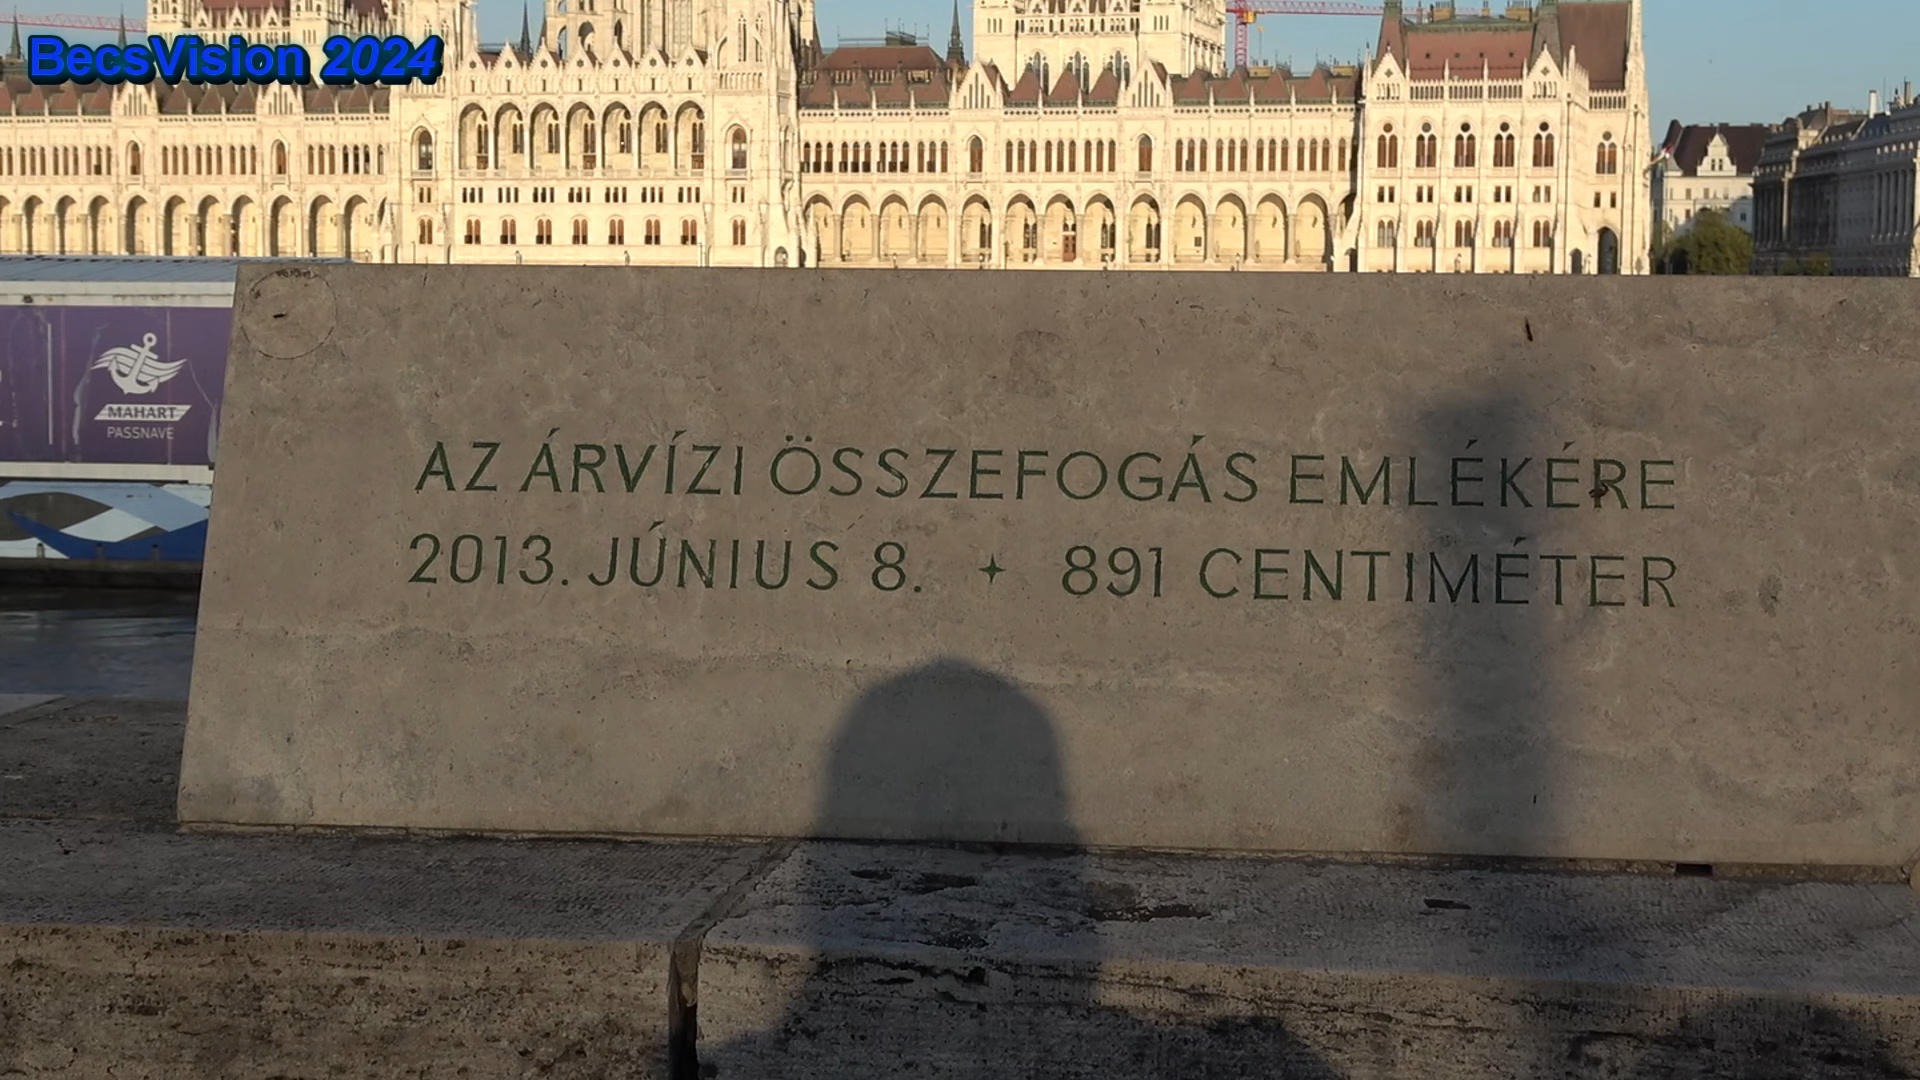 BecsVision 2024
MAHART
PASSNAVE
AZ ÁRVÍZI ÖSSZEFOGÁS EMLÉKÉRE
2013. JÚNIUS 8. ✦ 891 CENTIMÉTER